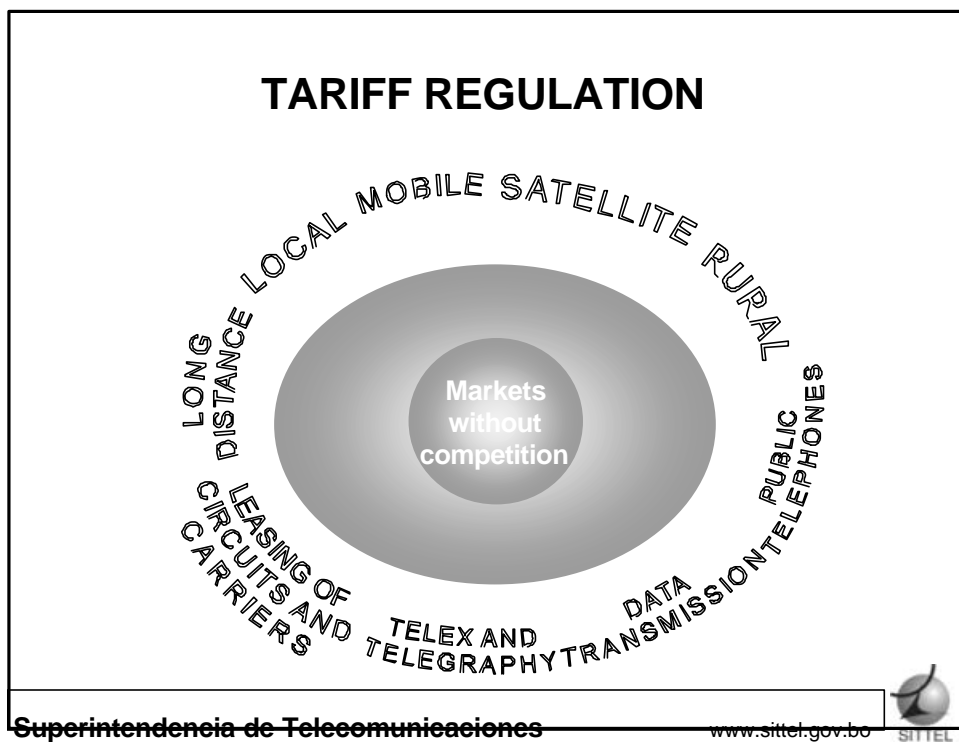 TARIFF REGULATION
LONG
DISTANCE
LOCAL
MOBILE
SATELLITE
RURAL
PUBLIC
TELEPHONES
DATA
TRANSMISSION
TELEX AND
TELEGRAPHY
LEASING OF
CIRCUITS AND
CARRIERS
Markets
without
competition
Superintendencia de Telecomunicaciones
www.sittel.gov.bo
SITTEL